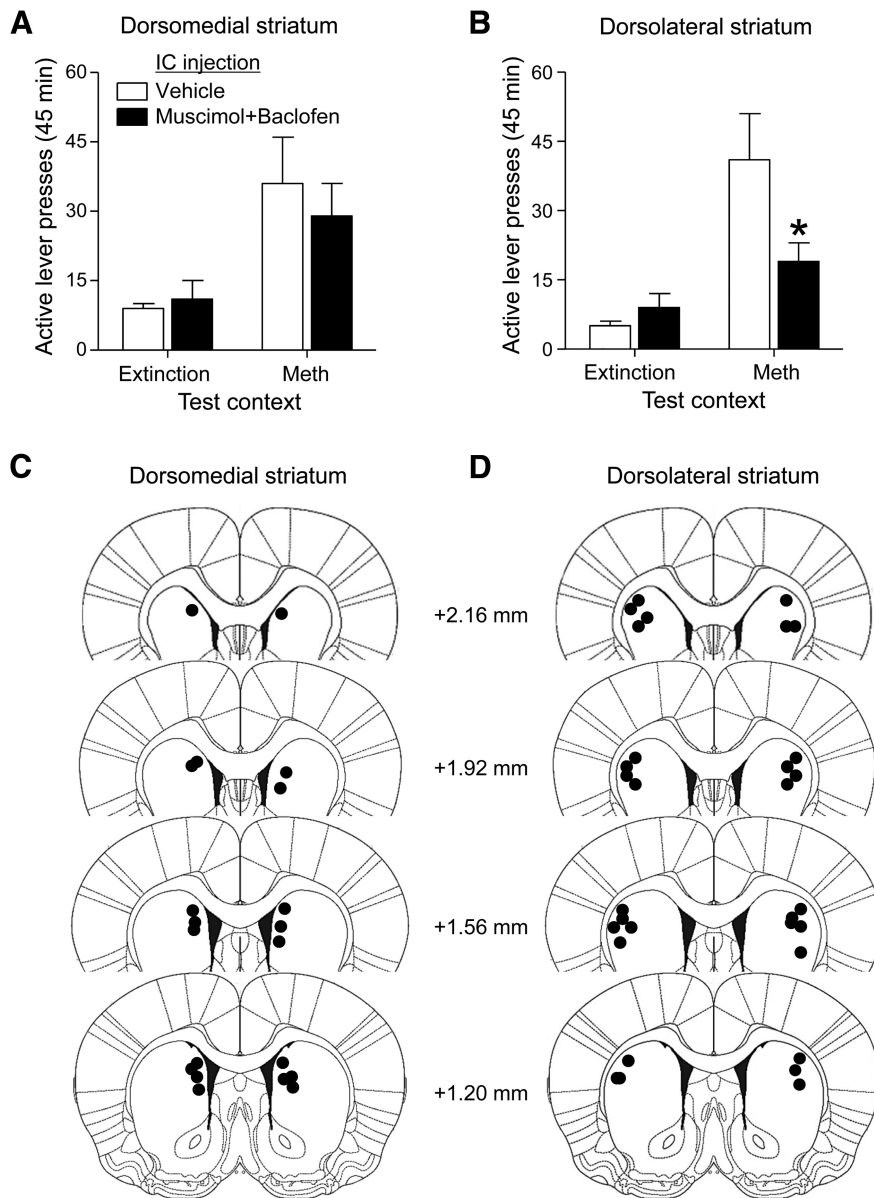 A
Dorsomedial striatum
IC injection
Vehicle
Muscimol+Baclofen
Active lever presses (45 min)
60
45
30
15
0
Extinction
Meth
Test context
B
Dorsolateral striatum
Active lever presses (45 min)
60
45
30
15
0
*
Extinction
Meth
Test context
C
Dorsomedial striatum
D
Dorsolateral striatum
+2.16 mm
+1.92 mm
+1.56 mm
+1.20 mm